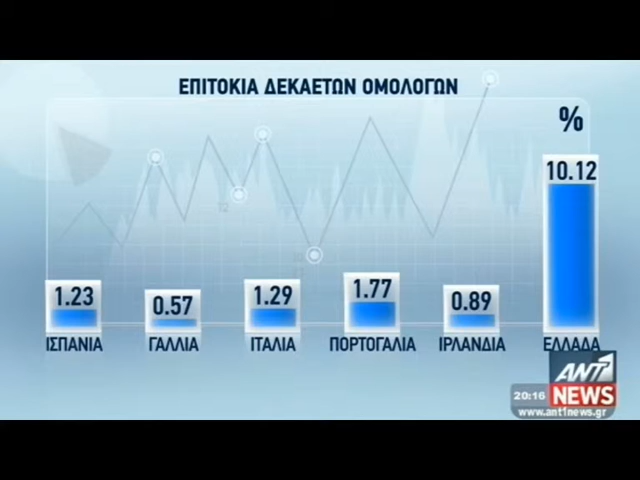 ΕΠΙΤΟΚΙΑ ΔΕΚΑΕΤΩΝ ΟΜΟΛΟΓΩΝ
%
10.12
1.23
0.57
1.29
1.77
0.89
ΙΣΠΑΝΙΑ
ΓΑΛΛΙΑ
ΙΤΑΛΙΑ
ΠΟΡΤΟΓΑΛΙΑ
ΙΡΛΑΝΔΙΑ
ΕΛΛΑΔΑ
ΑΝΤ1
20:16 NEWS
www.ant1news.gr